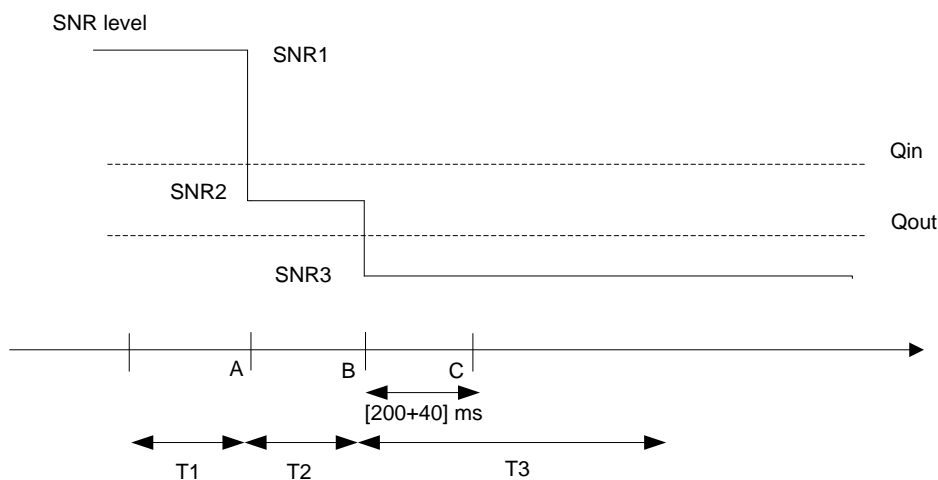 SNR level
SNR1
Qin
SNR2
Qout
SNR3
A
B
C
[200+40] ms
T1
T2
T3